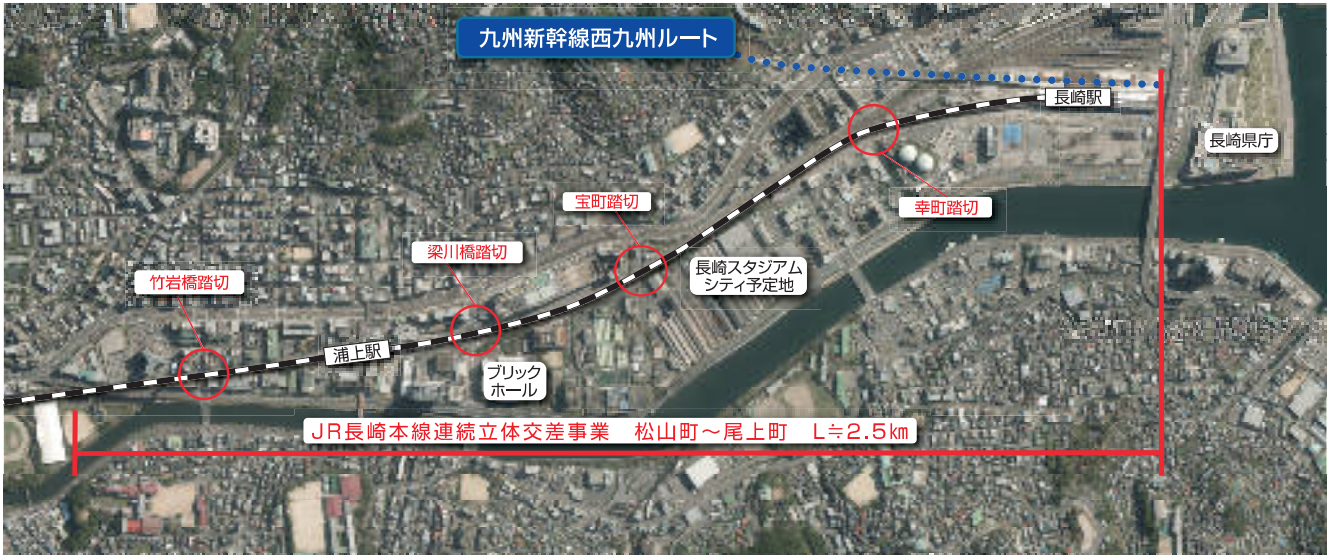 九州新幹線西九州ルート
長崎駅
長崎県庁
幸町踏切
宝町踏切
梁川橋踏切
長崎スタジアム
シティ予定地
竹岩橋踏切
浦上駅
ブリック
ホール
JR長崎本線連続立体交差事業　松山町～尾上町　L≒2.5km